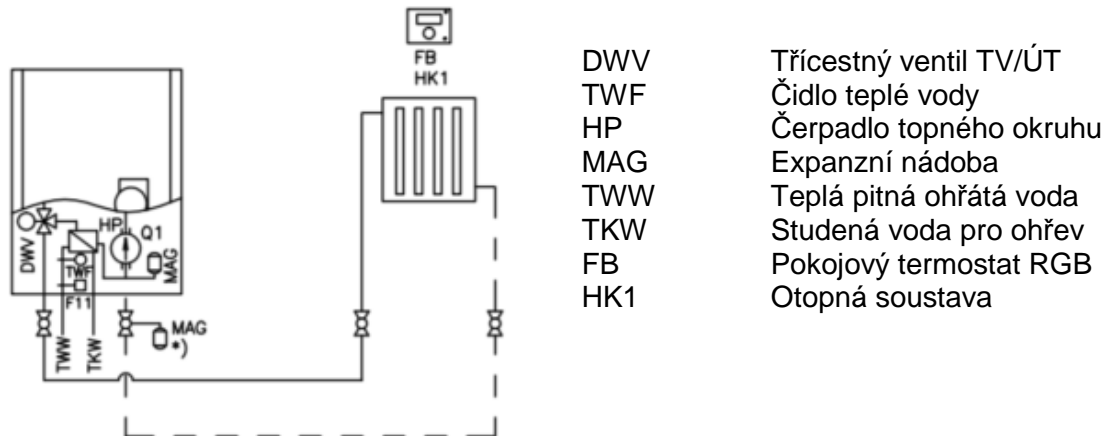 FB
HK1
HP
Q1
DWV
TWF
MAG
F11
TWW
TKW
MAG
*)
DWV Třícestný ventil TV/ÚT
TWF Čidlo teplé vody
HP Čerpadlo topného okruhu
MAG Expanzní nádoba
TWW Teplá pitná ohřátá voda
TKW Studená voda pro ohřev
FB Pokojový termostat RGB
HK1 Otopná soustava